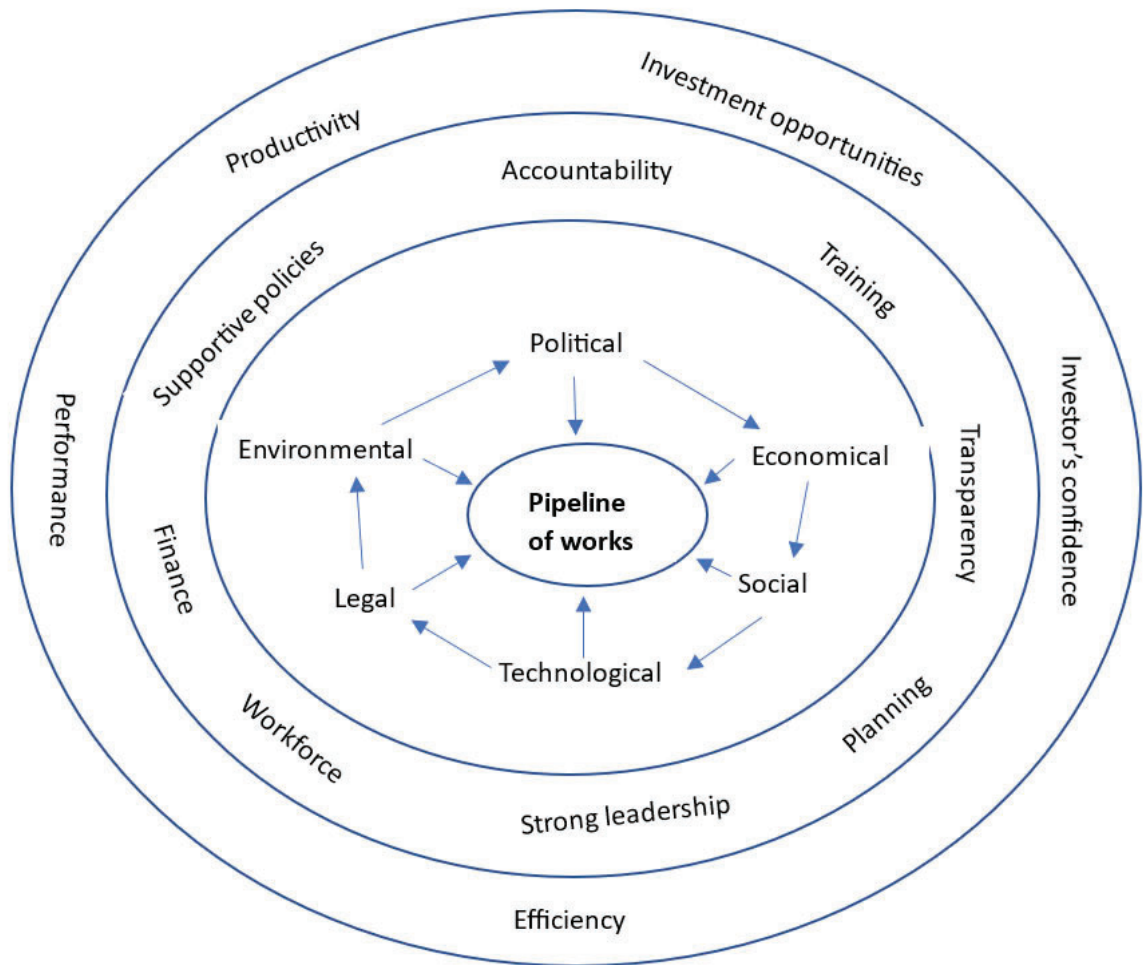 Investment opportunities
Productivity
Accountability
Supportive policies
Training
Political
Performance
Environmental
Economical
Investor's confidence
Transparency
Pipeline
of works
Finance
Legal
Social
Technological
Workforce
Planning
Strong leadership
Efficiency